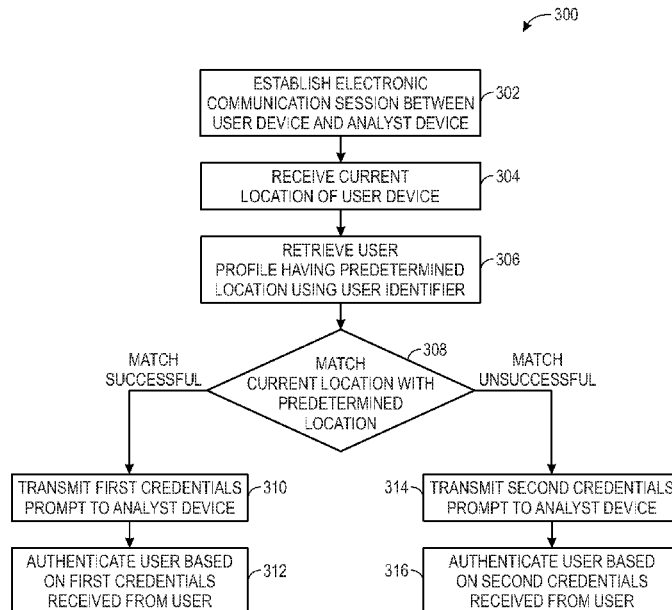 300
ESTABLISH ELECTRONIC
COMMUNICATION SESSION BETWEEN
USER DEVICE AND ANALYST DEVICE
302
RECEIVE CURRENT
LOCATION OF USER DEVICE
304
RETRIEVE USER
PROFILE HAVING PREDETERMINED
LOCATION USING USER IDENTIFIER
306
308
MATCH
SUCCESSFUL
MATCH
CURRENT LOCATION WITH
PREDETERMINED
LOCATION
MATCH
UNSUCCESSFUL
TRANSMIT FIRST CREDENTIALS
PROMPT TO ANALYST DEVICE
310
314
TRANSMIT SECOND CREDENTIALS
PROMPT TO ANALYST DEVICE
AUTHENTICATE USER BASED
ON FIRST CREDENTIALS
RECEIVED FROM USER
312
316
AUTHENTICATE USER BASED
ON SECOND CREDENTIALS
RECEIVED FROM USER